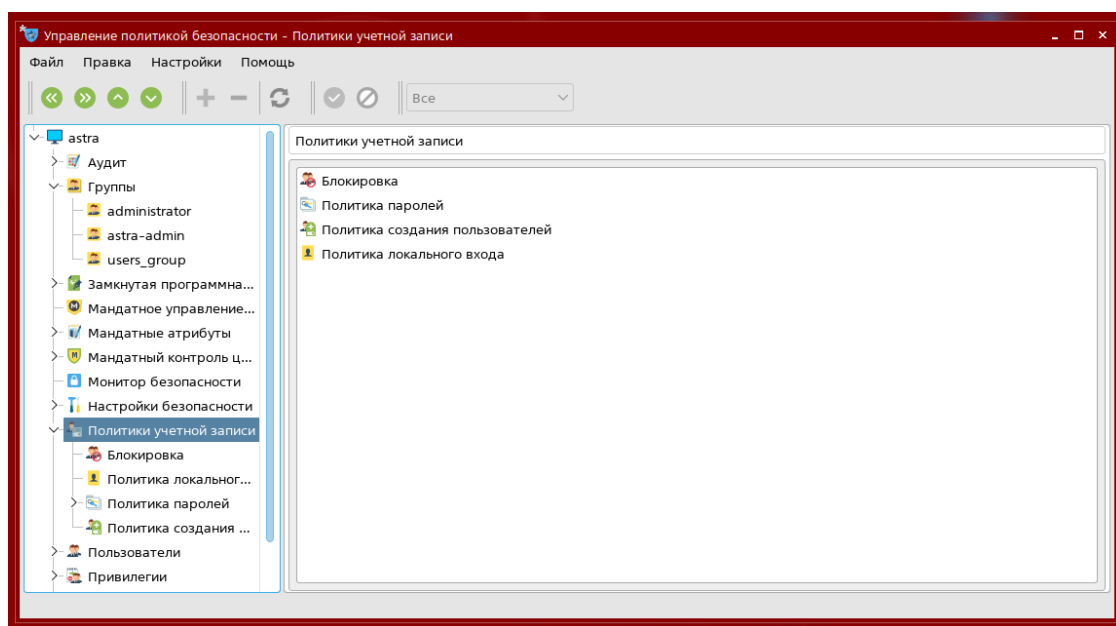 Управление политикой безопасности – Политики учетной записи
Файл Правка Настройки Помощь
Все
astra
Аудит
Группы
administrator
astra-admin
users_group
Замкнутая программна...
Мандатное управление...
Мандатные атрибуты
Мандатный контроль ц...
Монитор безопасности
Настройки безопасности
Политики учетной записи
Блокировка
Политика локальног...
Политика паролей
Политика создания ...
Пользователи
Привилегии
Политики учетной записи
Блокировка
Политика паролей
Политика создания пользователей
Политика локального входа